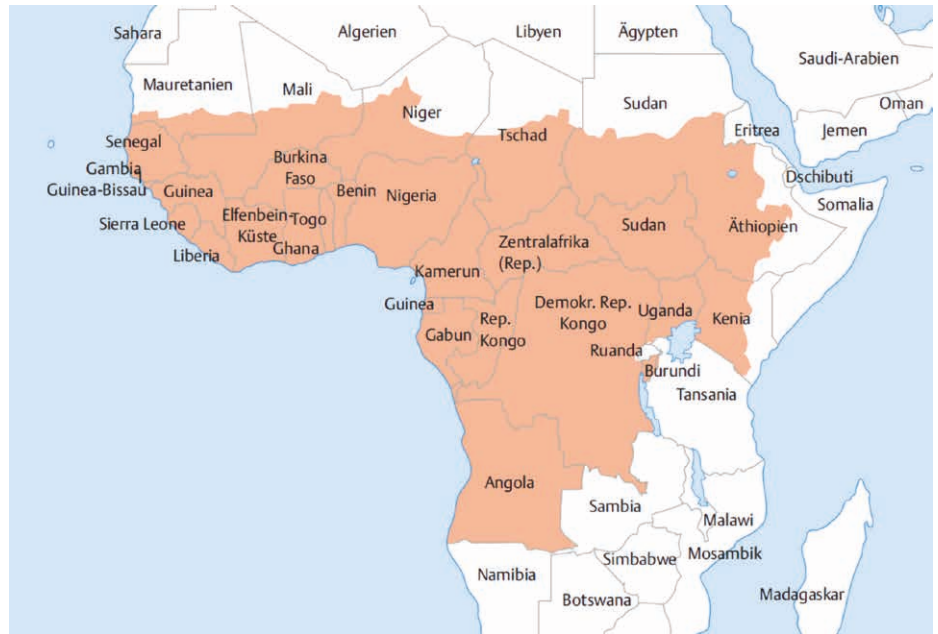 Sahara
Algerien
Libyen
Ägypten
Saudi-Arabien
Mauretanien
Mali
Niger
Sudan
Oman
Eritrea
Jemen
Senegal
Tschad
Gambia
Burkina
Faso
Dschibuti
Guinea-Bissau
Guinea
Benin
Nigeria
Somalia
Sierra Leone
Elfenbein-
Küste
Togo
Sudan
Äthiopien
Liberia
Ghana
Zentralafrika
(Rep.)
Kamerun
Guinea
Demokr. Rep.
Kongo
Uganda
Kenia
Gabun
Rep.
Kongo
Ruanda
Burundi
Tansania
Angola
Sambia
Malawi
Mosambik
Simbabwe
Namibia
Botswana
Madagaskar